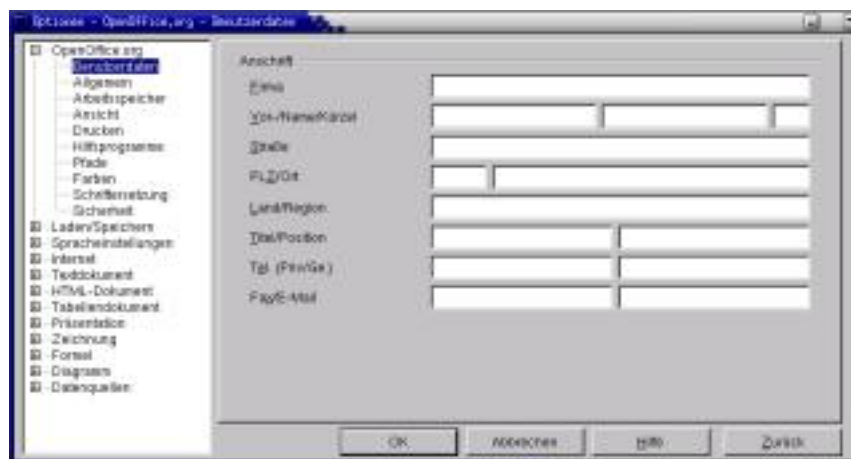 Optionen - OpenOffice.org - Benutzerdaten
OpenOffice.org
Benutzerdaten
Allgemein
Arbeitsspeicher
Ansicht
Drucken
Hilfsprogramme
Pfade
Farben
Schriftersetzung
Sicherheit
Laden/Speichern
Spracheinstellungen
Internet
Textdokument
HTML-Dokument
Tabellendokument
Präsentation
Zeichnung
Formel
Diagramm
Datenquellen
Anschrift
Firma
Vor-/Name/Kürzel
Straße
PLZ/Ort
Land/Region
Titel/Position
Tel. (Priv/Ge.)
Fax/E-Mail
OK
Abbrechen
Hilfe
Zurück